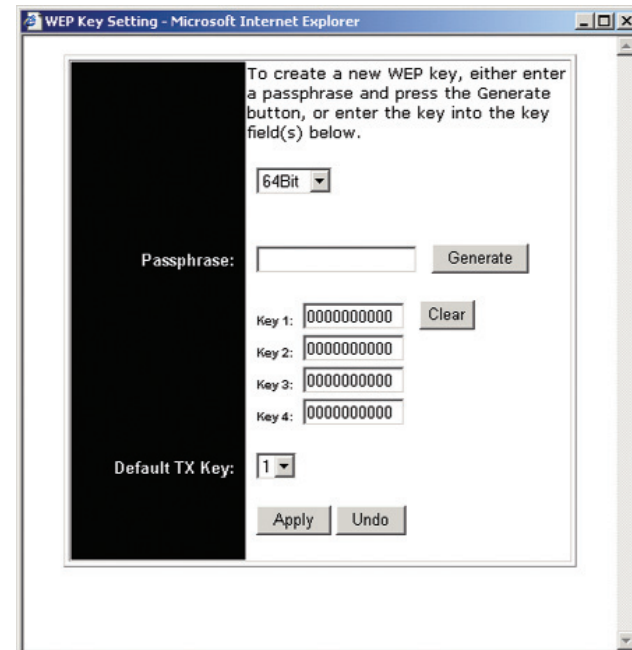 WEP Key Setting - Microsoft Internet Explorer
To create a new WEP key, either enter
a passphrase and press the Generate
button, or enter the key into the key
field(s) below.
64Bit
Passphrase: Generate
Key 1: 0000000000 Clear
Key 2: 0000000000
Key 3: 0000000000
Key 4: 0000000000
Default TX Key: 1
Apply Undo